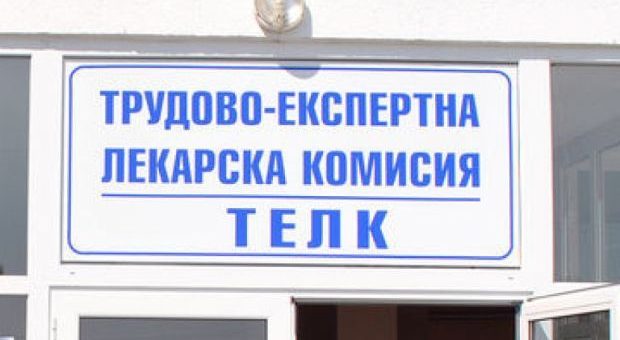 ТРУДОВО-ЕКСПЕРТНА
ЛЕКАРСКА КОМИСИЯ
ТЕЛК